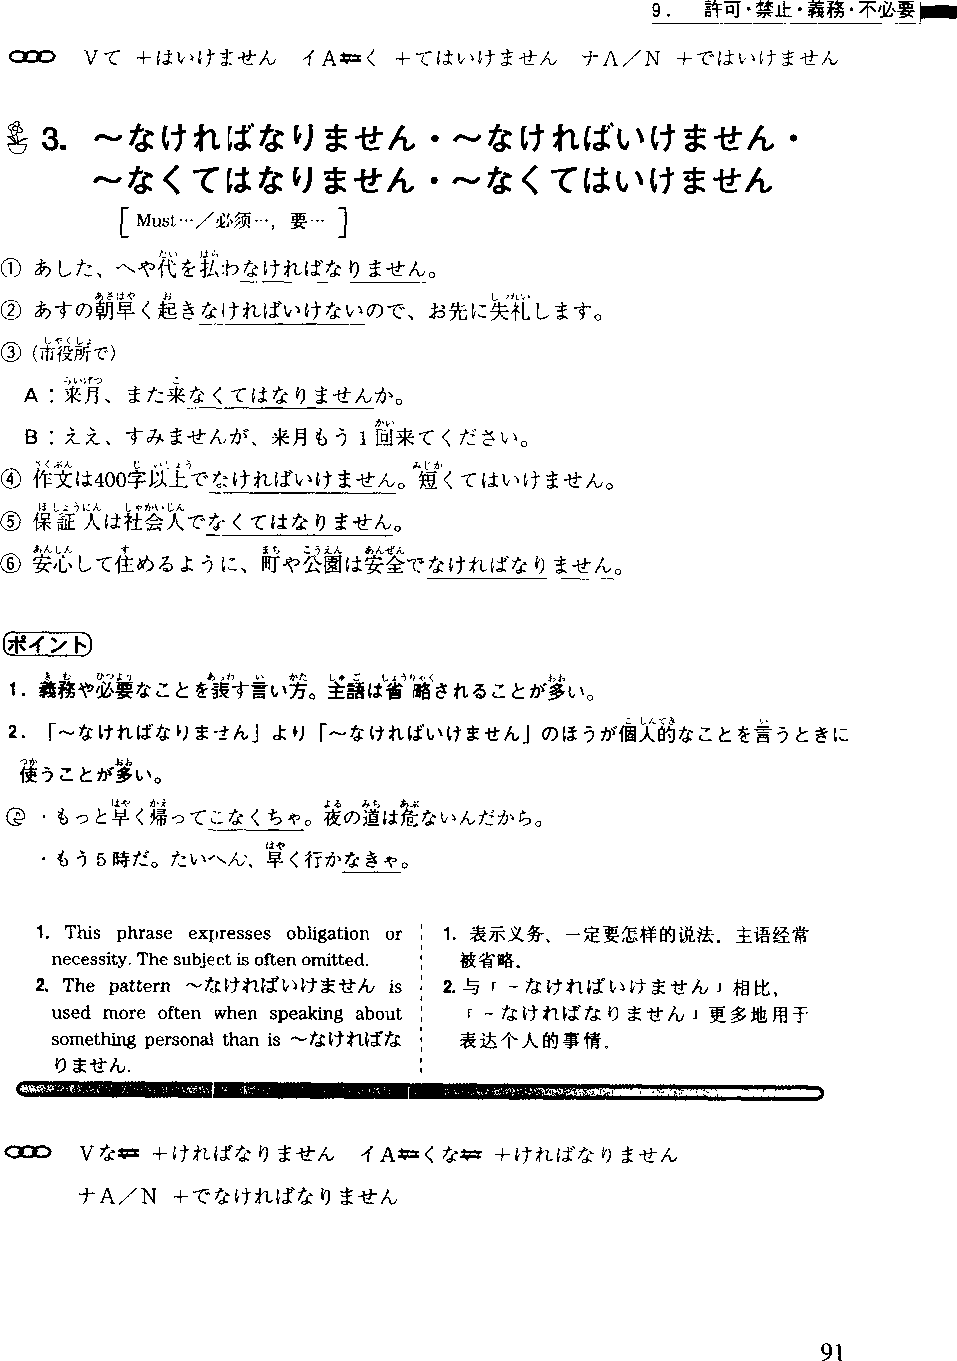 9. 許可・禁止・義務・不必要
Vて +はいけません イA=く +てはいけません ナA/N +ではいけません
3. ～なければなりません・～なければいけません・
～なくてはなりません・～なくてはいけません
[Must…/必须…, 要…]
① あした、へや代を払わなければなりません。
② あすの朝早く起きなければいけないので、お先に失礼します。
③ (市役所で)
A:来月、また来なくてはなりませんか。
B:ええ、すみませんが、来月もう1回来てください。
④ 作文は400字以上でなければいけません。短くてはいけません。
⑤ 保証人は社会人でなくてはなりません。
⑥ 安心して住めるように、町や公園は安全でなければなりません。
ポイント
1. 義務や必要なことを表す言い方。主語は省略されることが多い。
2. 「～なければなりません」より「～なければいけません」のほうが個人的なことを言うときに
使うことが多い。
・もっと早く帰ってこなくちゃ。夜の道は危ないんだから。
・もう5時だ。たいへん、早く行かなきゃ。
1. This phrase expresses obligation or
necessity. The subject is often omitted.
2. The pattern ～なければいけません is
used more often when speaking about
something personal than is ～なければな
りません.
1. 表示义务、一定要怎样的说法. 主语经常
被省略.
2. 与「~なければいけません」相比,
「~なければなりません」更多地用于
表达个人的事情.
Vな= +ければなりません イA=くな= +ければなりません
ナA/N +でなければなりません
91